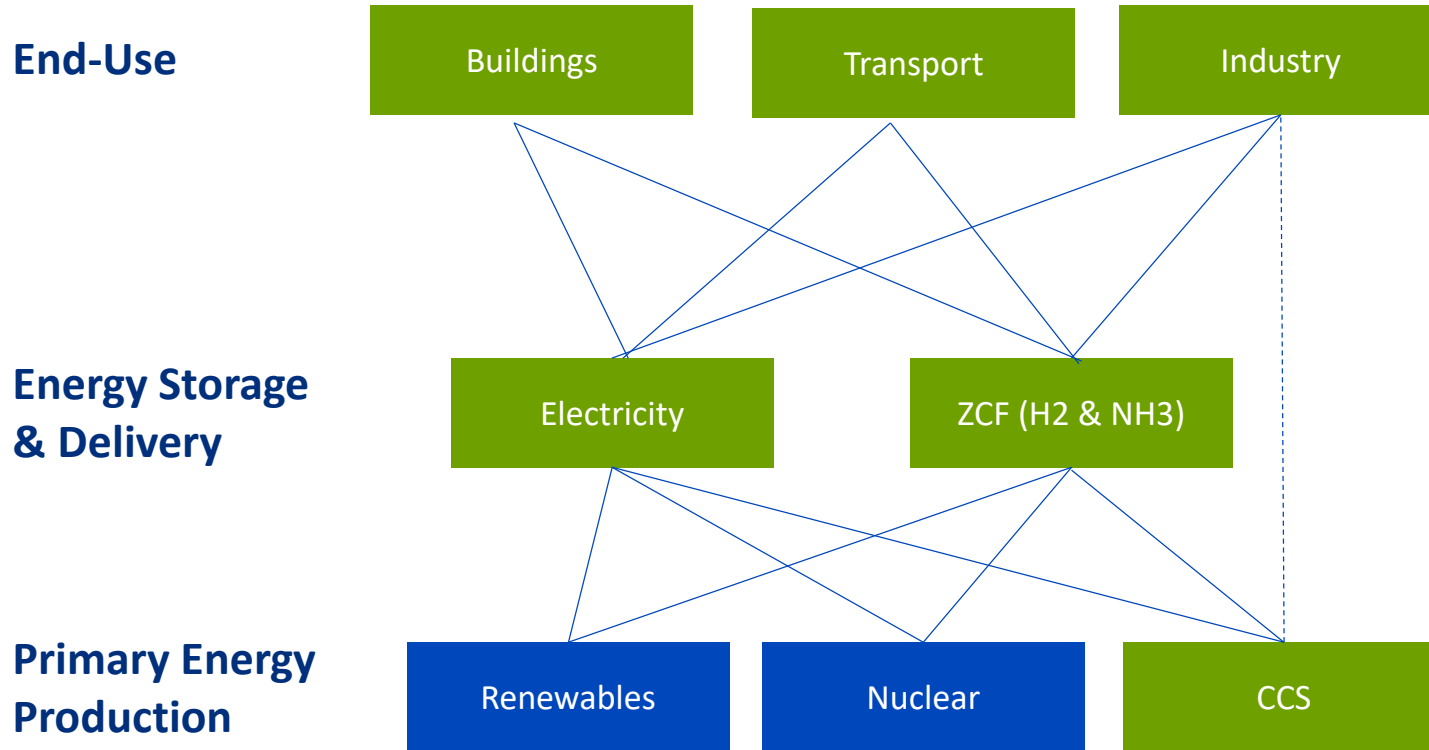 End-Use
Buildings
Transport
Industry
Energy Storage
& Delivery
Electricity
ZCF (H2 & NH3)
Primary Energy
Production
Renewables
Nuclear
CCS